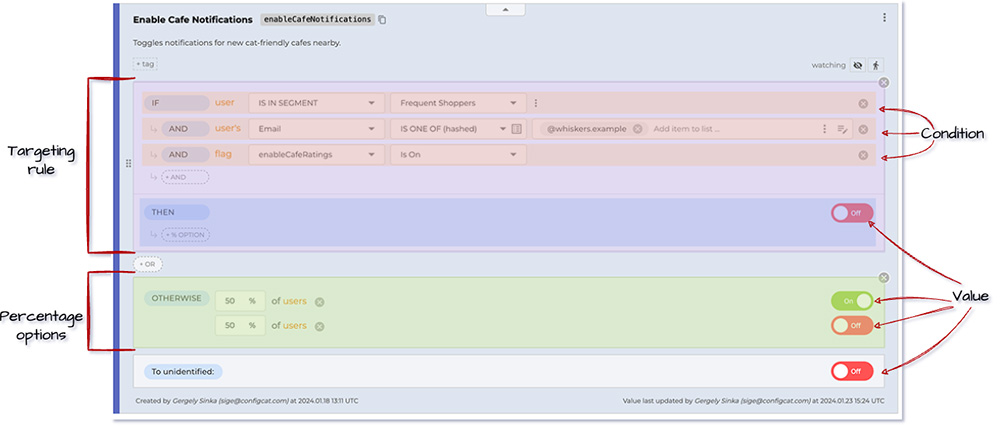 Enable Cafe Notifications enableCafeNotifications
Toggles notifications for new cat-friendly cafes nearby.
+ tag watching
IF user IS IN SEGMENT Frequent Shoppers
AND user's Email IS ONE OF (hashed) @whiskers.example Add item to list ...
Condition
AND flag enableCafeRatings Is On
Targeting
rule
+ AND
THEN Off
+ % OPTION
+ OR
OTHERWISE 50 % of users On
Value
Percentage
options
50 % of users Off
To unidentified: Off
Created by Gergely Sinka (sige@configcat.com) at 2024.01.18 13:11 UTC Value last updated by Gergely Sinka (sige@configcat.com) at 2024.01.23 15:24 UTC